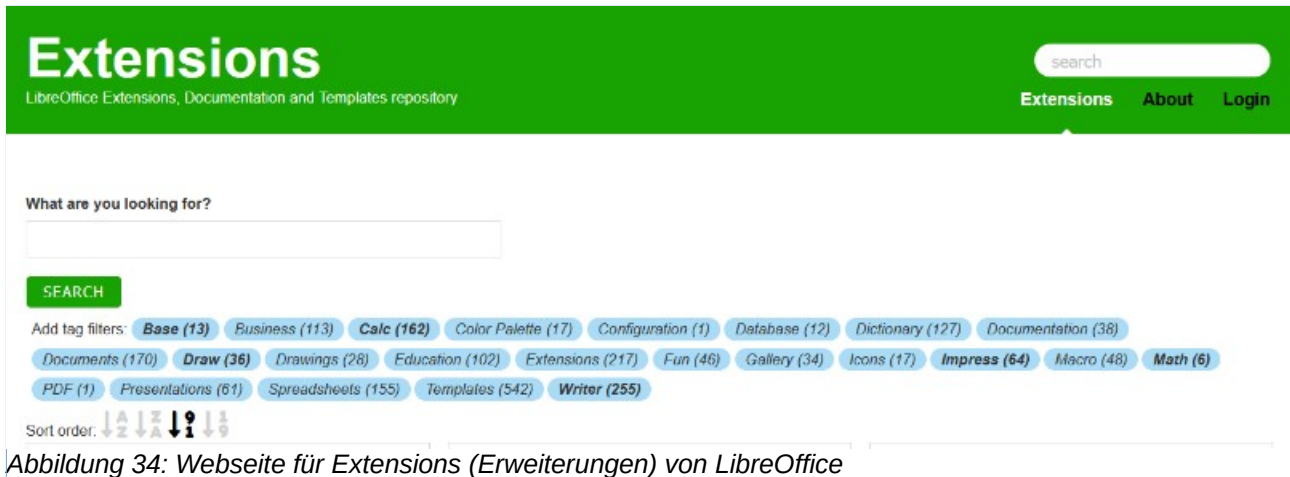 Extensions
LibreOffice Extensions, Documentation and Templates repository
search
Extensions About Login
What are you looking for?
SEARCH
Add tag filters: Base (13) Business (113) Calc (162) Color Palette (17) Configuration (1) Database (12) Dictionary (127) Documentation (38)
Documents (170) Draw (36) Drawings (28) Education (102) Extensions (217) Fun (46) Gallery (34) Icons (17) Impress (64) Macro (48) Math (6)
PDF (1) Presentations (61) Spreadsheets (155) Templates (542) Writer (255)
Sort order: A Z Z A 9 1 1 9
Abbildung 34: Webseite für Extensions (Erweiterungen) von LibreOffice